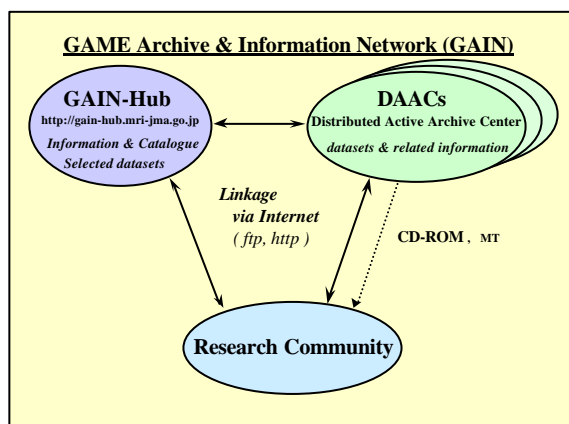 GAME Archive & Information Network (GAIN)
GAIN-Hub
http://gain-hub.mri-jma.go.jp
Information & Catalogue
Selected datasets
DAACs
Distributed Active Archive Center
datasets & related information
Linkage
via Internet
( ftp, http )
CD-ROM , MT
Research Community